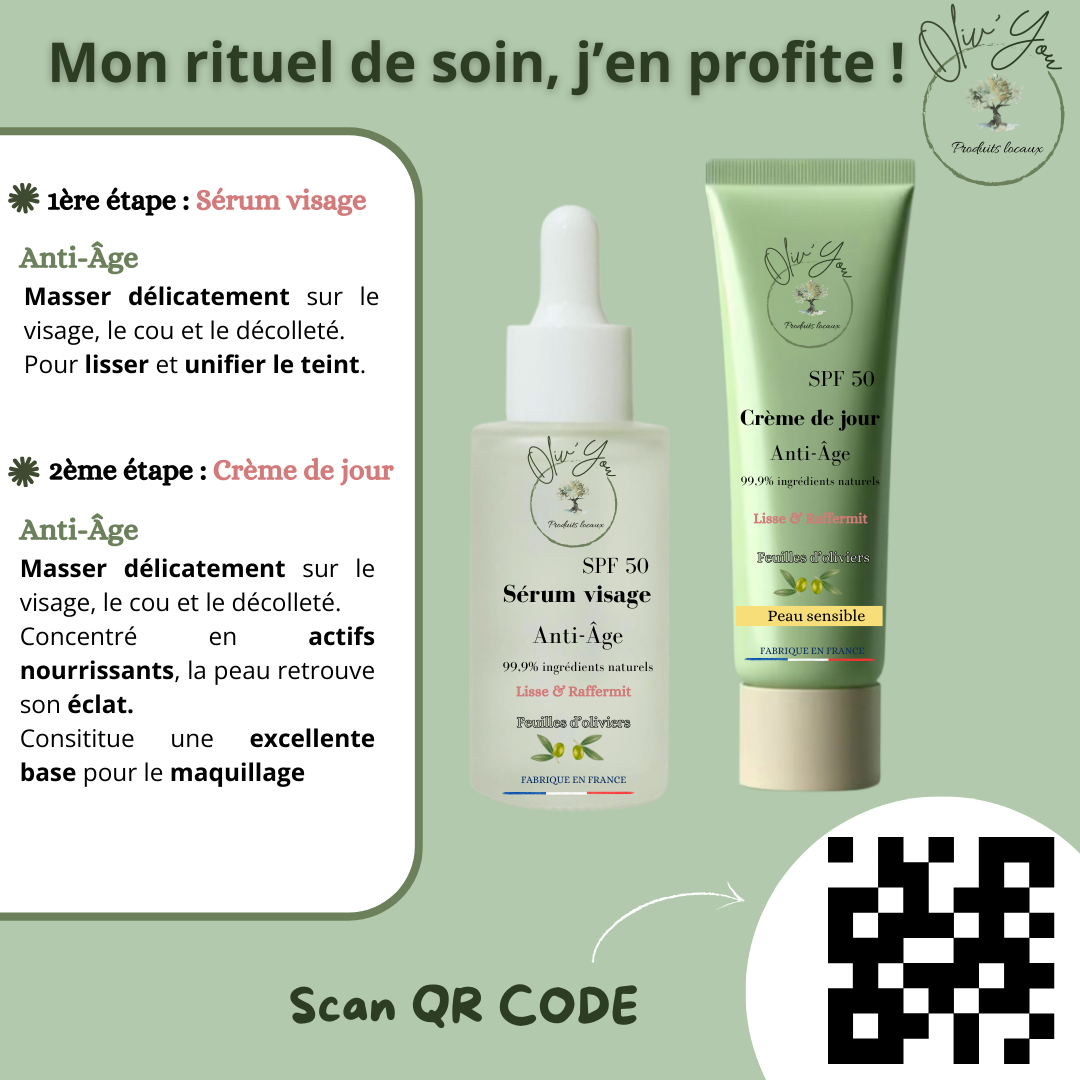 Mon rituel de soin, j’en profite !
Oliv' You
Produits locaux
1ère étape : Sérum visage
Anti-Âge
Masser délicatement sur le
visage, le cou et le décolleté.
Pour lisser et unifier le teint.
2ème étape : Crème de jour
Anti-Âge
Masser délicatement sur le
visage, le cou et le décolleté.
Concentré en actifs
nourrissants, la peau retrouve
son éclat.
Consititue une excellente
base pour le maquillage
Oliv' You
Produits locaux
SPF 50
Sérum visage
Anti-Âge
99,9% ingrédients naturels
Lisse & Raffermit
Feuilles d'oliviers
FABRIQUE EN FRANCE
Oliv' You
Produits locaux
SPF 50
Crème de jour
Anti-Âge
99,9% ingrédients naturels
Lisse & Raffermit
Feuilles d'oliviers
Peau sensible
FABRIQUE EN FRANCE
Scan QR CODE